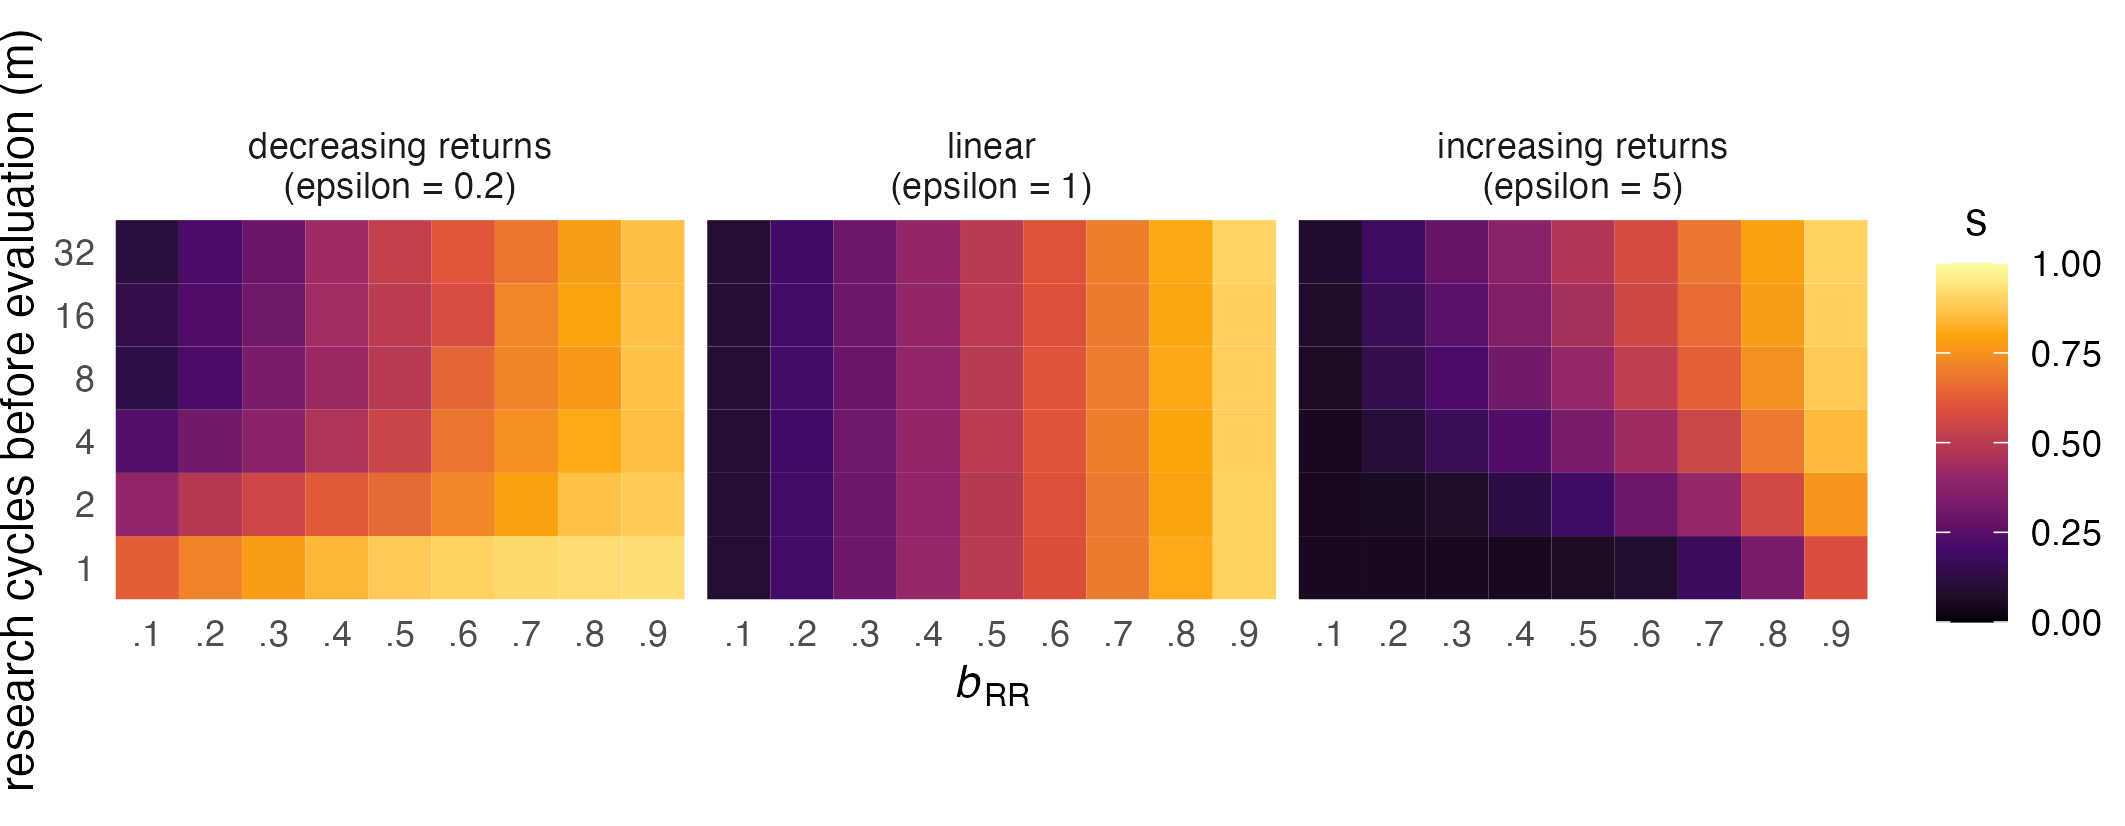 research cycles before evaluation (m)
decreasing returns
(epsilon = 0.2)
linear
(epsilon = 1)
increasing returns
(epsilon = 5)
32
16
8
4
2
1
.1 .2 .3 .4 .5 .6 .7 .8 .9
.1 .2 .3 .4 .5 .6 .7 .8 .9
.1 .2 .3 .4 .5 .6 .7 .8 .9
bRR
s
1.00
0.75
0.50
0.25
0.00